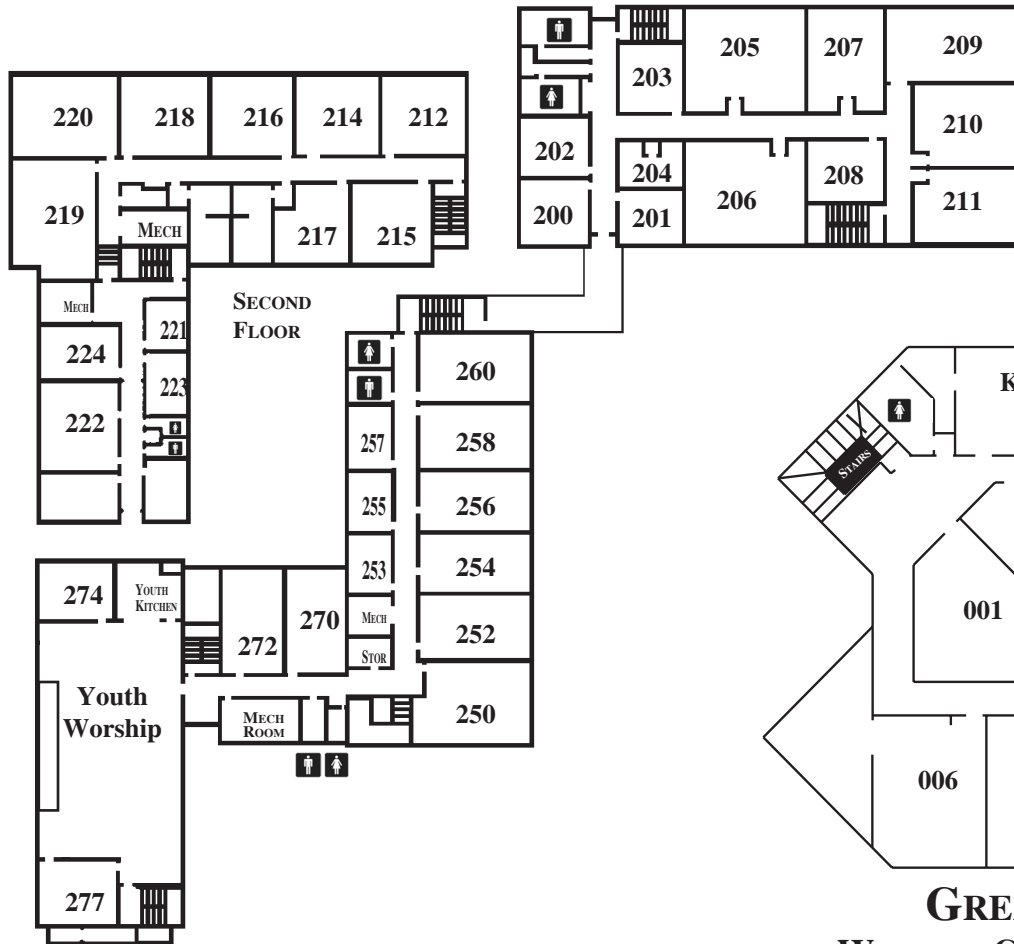 205
207
209
203
220
218
216
214
212
210
202
204
208
219
200
201
206
211
MECH
217
215
MECH
SECOND
FLOOR
221
224
260
K
223
222
257
258
STAIRS
255
256
253
254
274
YOUTH
KITCHEN
270
MECH
001
272
252
STOR
Youth
Worship
MECH
ROOM
250
006
277